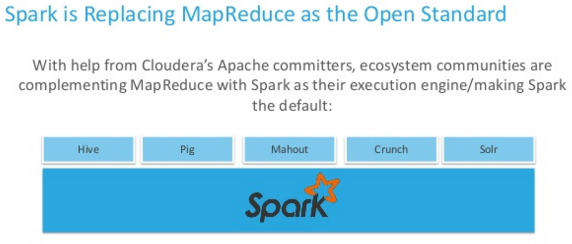 Spark is Replacing MapReduce as the Open Standard
With help from Cloudera's Apache committers, ecosystem communities are
complementing MapReduce with Spark as their execution engine/making Spark
the default:
Hive Pig Mahout Crunch Solr
Spark